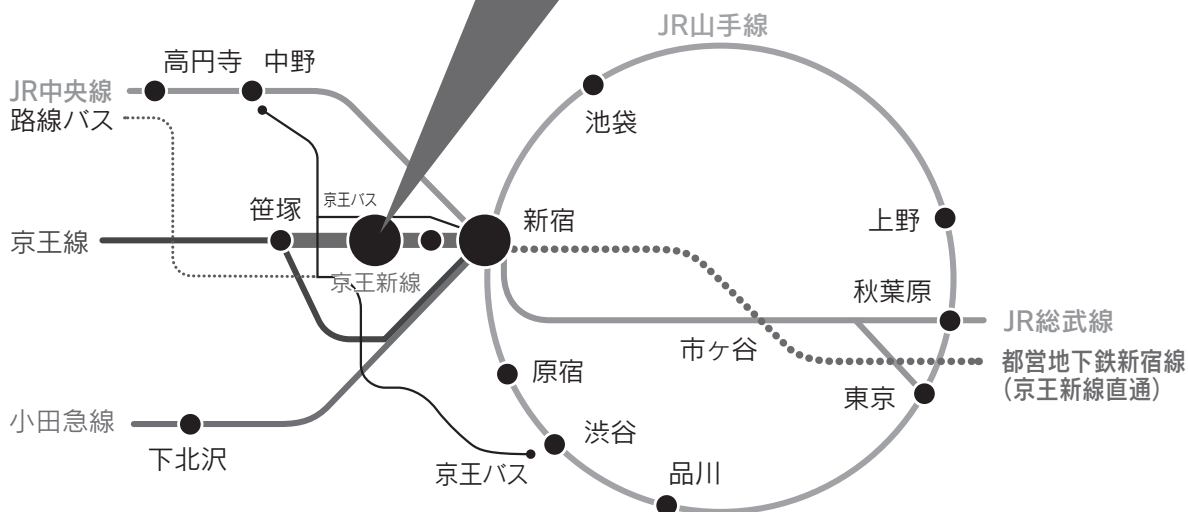 JR山手線
高円寺
中野
JR中央線
路線バス
池袋
笹塚
京王バス
新宿
上野
京王線
京王新線
秋葉原
JR総武線
市ヶ谷
都営地下鉄新宿線
(京王新線直通)
原宿
東京
小田急線
渋谷
下北沢
京王バス
品川